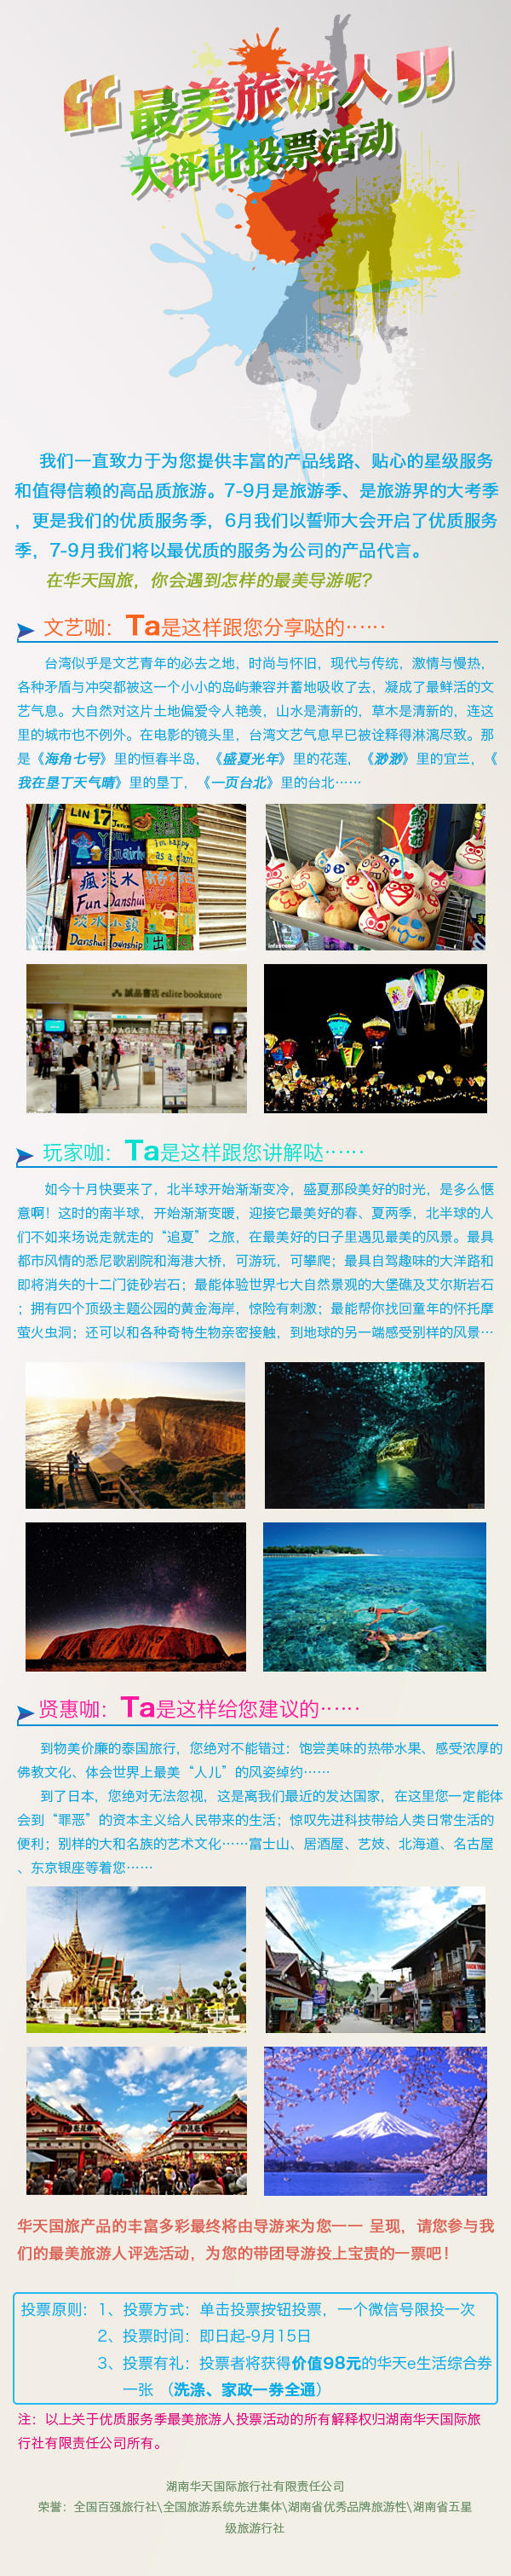 “最美旅游人”
大评比投票活动
我们一直致力于为您提供丰富的产品线路、贴心的星级服务
和值得信赖的高品质旅游。7-9月是旅游季、是旅游界的大考季
，更是我们的优质服务季，6月我们以誓师大会开启了优质服务
季，7-9月我们将以最优质的服务为公司的产品代言。
在华天国旅，你会遇到怎样的最美导游呢？
文艺咖：Ta是这样跟您分享哒的······
台湾似乎是文艺青年的必去之地，时尚与怀旧，现代与传统，激情与慢热，
各种矛盾与冲突都被这一个小小的岛屿兼容并蓄地吸收了去，凝成了最鲜活的文
艺气息。大自然对这片土地偏爱令人艳羡，山水是清新的，草木是清新的，连这
里的城市也不例外。在电影的镜头里，台湾文艺气息早已被诠释得淋漓尽致。那
是《海角七号》里的恒春半岛，《盛夏光年》里的花莲，《渺渺》里的宜兰，《
我在垦丁天气晴》里的垦丁，《一页台北》里的台北……
LIN 17
瘋淡水
Fun Danshui
淡水小鎮
Danshui Township
出
I'm happy
as a clam
誠品書店 eslite bookstore
玩家咖：Ta是这样跟您讲解哒······
如今十月快要来了，北半球开始渐渐变冷，盛夏那段美好的时光，是多么惬
意啊！这时的南半球，开始渐渐变暖，迎接它最美好的春、夏两季，北半球的人
们不如来场说走就走的“追夏”之旅，在最美好的日子里遇见最美的风景。最具
都市风情的悉尼歌剧院和海港大桥，可游玩，可攀爬；最具自驾趣味的大洋路和
即将消失的十二门徒砂岩石；最能体验世界七大自然景观的大堡礁及艾尔斯岩石
；拥有四个顶级主题公园的黄金海岸，惊险有刺激；最能帮你找回童年的怀托摩
萤火虫洞；还可以和各种奇特生物亲密接触，到地球的另一端感受别样的风景…
贤惠咖：Ta是这样给您建议的······
到物美价廉的泰国旅行，您绝对不能错过：饱尝美味的热带水果、感受浓厚的
佛教文化、体会世界上最美“人儿”的风姿绰约……
到了日本，您绝对无法忽视，这是离我们最近的发达国家，在这里您一定能体
会到“罪恶”的资本主义给人民带来的生活；惊叹先进科技带给人类日常生活的
便利；别样的大和名族的艺术文化……富士山、居酒屋、艺妓、北海道、名古屋
、东京银座等着您……
华天国旅产品的丰富多彩最终将由导游来为您一一 呈现，请您参与我
们的最美旅游人评选活动，为您的带团导游投上宝贵的一票吧！
投票原则：1、投票方式：单击投票按钮投票，一个微信号限投一次
2、投票时间：即日起-9月15日
3、投票有礼：投票者将获得价值98元的华天e生活综合券
一张 （洗涤、家政一券全通）
注：以上关于优质服务季最美旅游人投票活动的所有解释权归湖南华天国际旅
行社有限责任公司所有。
湖南华天国际旅行社有限责任公司
荣誉：全国百强旅行社\全国旅游系统先进集体\湖南省优秀品牌旅游性\湖南省五星
级旅游行社